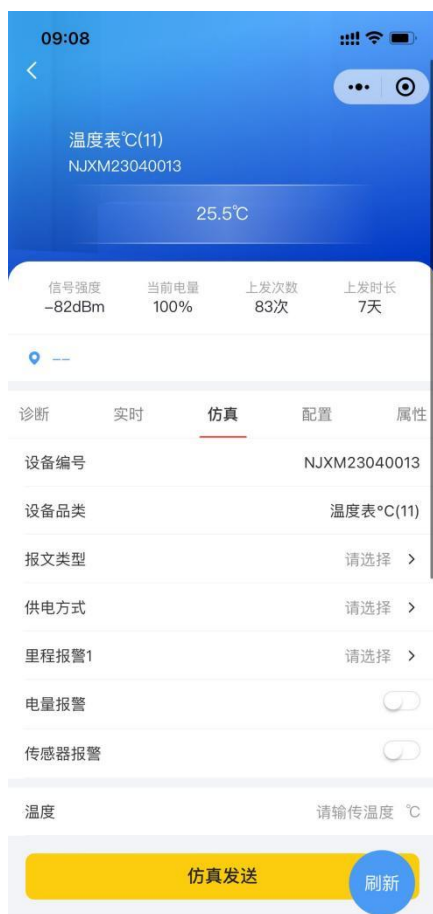 09:08
温度表℃(11)
NJXM23040013
25.5℃
信号强度 当前电量 上发次数 上发时长
-82dBm 100% 83次 7天
--
诊断 实时 仿真 配置 属性
设备编号 NJXM23040013
设备品类 温度表°C(11)
报文类型 请选择
供电方式 请选择
里程报警1 请选择
电量报警
传感器报警
温度 请输传温度 ℃
仿真发送
刷新